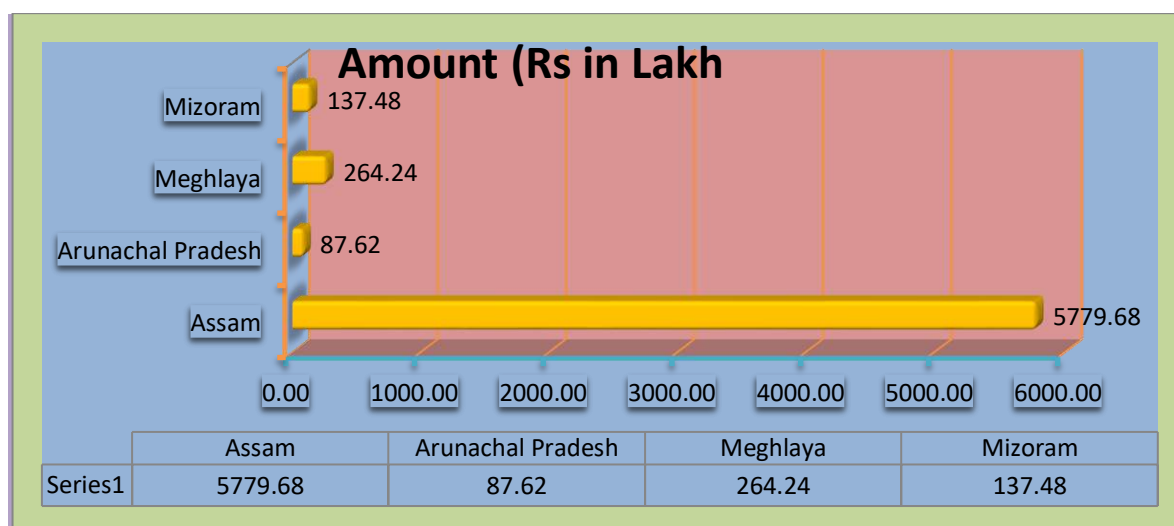 Amount (Rs in Lakh
Mizoram 137.48
Meghlaya 264.24
Arunachal Pradesh 87.62
Assam 5779.68
0.00 1000.00 2000.00 3000.00 4000.00 5000.00 6000.00
Assam Arunachal Pradesh Meghlaya Mizoram
Series1 5779.68 87.62 264.24 137.48